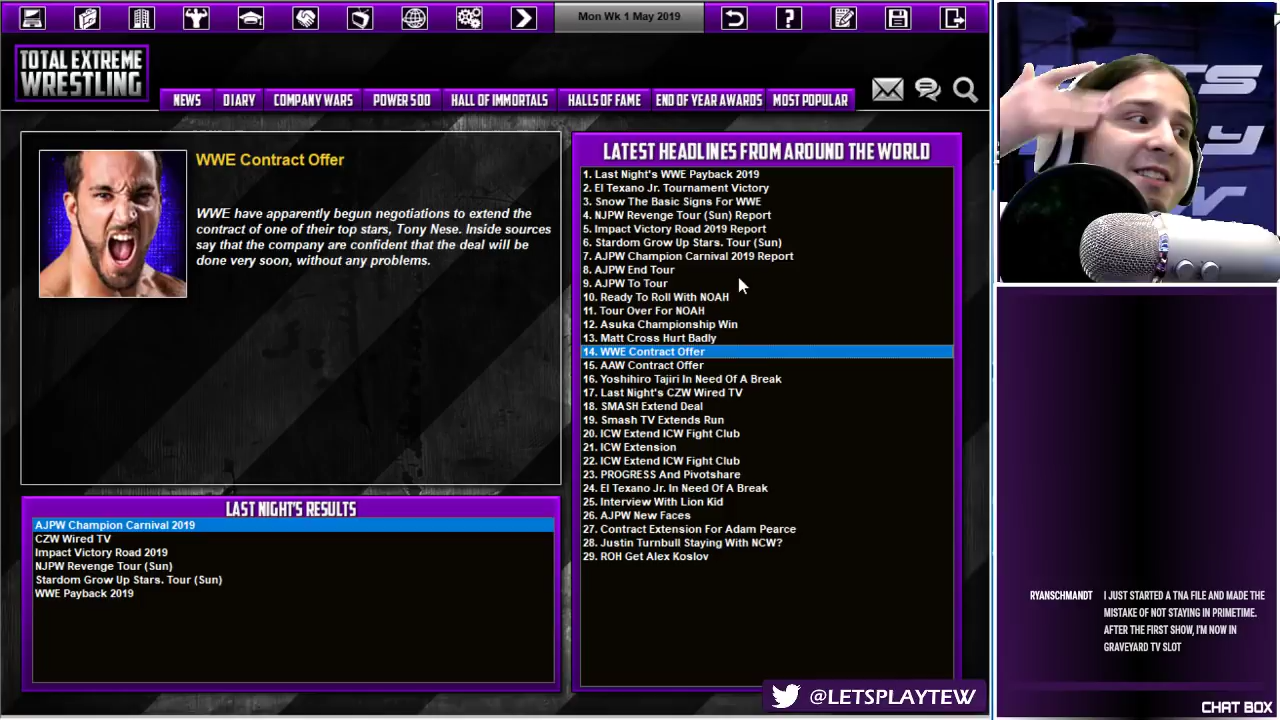 Mon Wk 1 May 2019
TOTAL EXTREME
WRESTLING
NEWS
DIARY
COMPANY WARS
POWER 500
HALL OF IMMORTALS
HALLS OF FAME
END OF YEAR AWARDS
MOST POPULAR
WWE Contract Offer
WWE have apparently begun negotiations to extend the
contract of one of their top stars, Tony Nese. Inside sources
say that the company are confident that the deal will be
done very soon, without any problems.
LAST NIGHT'S RESULTS
AJPW Champion Carnival 2019
CZW Wired TV
Impact Victory Road 2019
NJPW Revenge Tour (Sun)
Stardom Grow Up Stars. Tour (Sun)
WWE Payback 2019
LATEST HEADLINES FROM AROUND THE WORLD
1. Last Night's WWE Payback 2019
2. El Texano Jr. Tournament Victory
3. Snow The Basic Signs For WWE
4. NJPW Revenge Tour (Sun) Report
5. Impact Victory Road 2019 Report
6. Stardom Grow Up Stars. Tour (Sun)
7. AJPW Champion Carnival 2019 Report
8. AJPW End Tour
9. AJPW To Tour
10. Ready To Roll With NOAH
11. Tour Over For NOAH
12. Asuka Championship Win
13. Matt Cross Hurt Badly
14. WWE Contract Offer
15. AAW Contract Offer
16. Yoshihiro Tajiri In Need Of A Break
17. Last Night's CZW Wired TV
18. SMASH Extend Deal
19. Smash TV Extends Run
20. ICW Extend ICW Fight Club
21. ICW Extension
22. ICW Extend ICW Fight Club
23. PROGRESS And Pivotshare
24. El Texano Jr. In Need Of A Break
25. Interview With Lion Kid
26. AJPW New Faces
27. Contract Extension For Adam Pearce
28. Justin Turnbull Staying With NCW?
29. ROH Get Alex Koslov
@LETSPLAYTEW
RYANSCHMANDT I JUST STARTED A TNA FILE AND MADE THE
MISTAKE OF NOT STAYING IN PRIMETIME.
AFTER THE FIRST SHOW, I'M NOW IN
GRAVEYARD TV SLOT
CHAT BOX